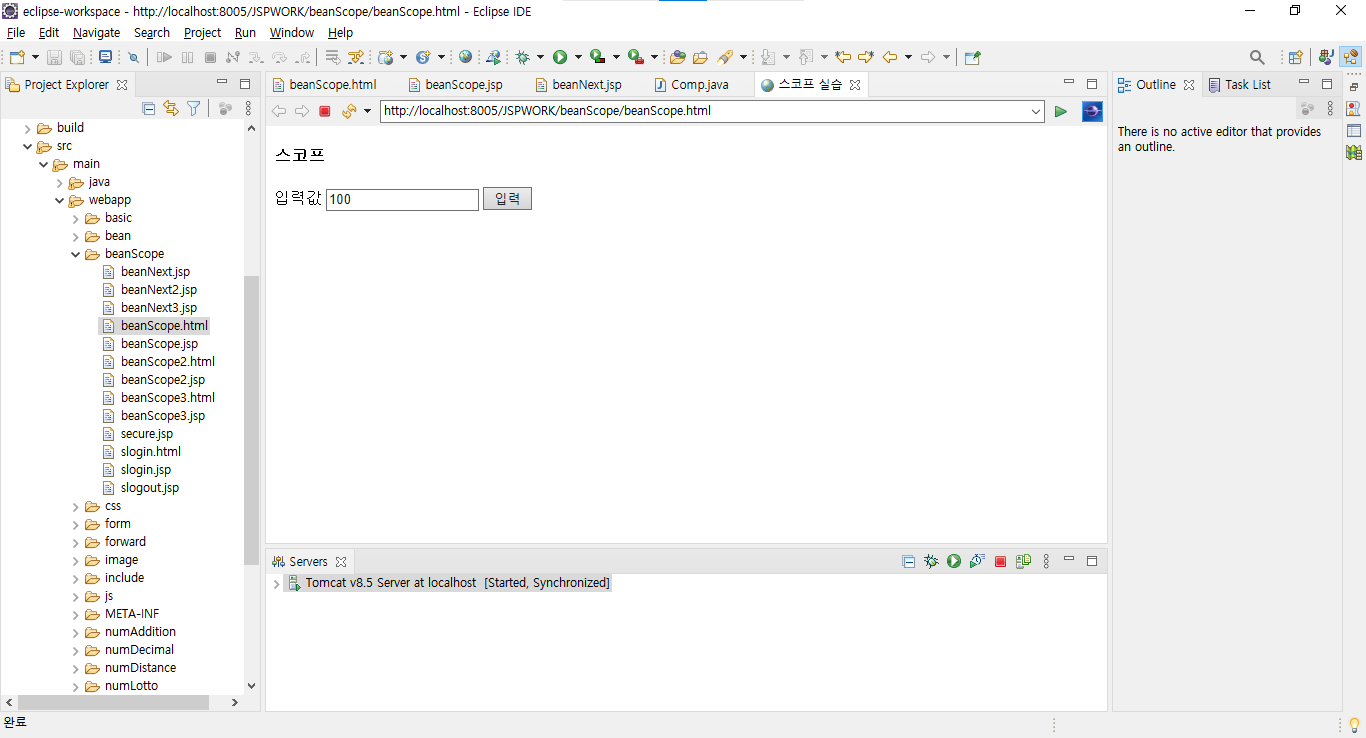 eclipse-workspace - http://localhost:8005/JSPWORK/beanScope/beanScope.html - Eclipse IDE
File Edit Navigate Search Project Run Window Help
Project Explorer
build
src
main
java
webapp
basic
bean
beanScope
beanNext.jsp
beanNext2.jsp
beanNext3.jsp
beanScope.html
beanScope.jsp
beanScope2.html
beanScope2.jsp
beanScope3.html
beanScope3.jsp
secure.jsp
slogin.html
slogin.jsp
slogout.jsp
css
form
forward
image
include
js
META-INF
numAddition
numDecimal
numDistance
numLotto
beanScope.html beanScope.jsp beanNext.jsp Comp.java 스코프 실습
http://localhost:8005/JSPWORK/beanScope/beanScope.html
스코프
입력값 100 입력
Servers
Tomcat v8.5 Server at localhost [Started, Synchronized]
Outline Task List
There is no active editor that provides
an outline.
완료